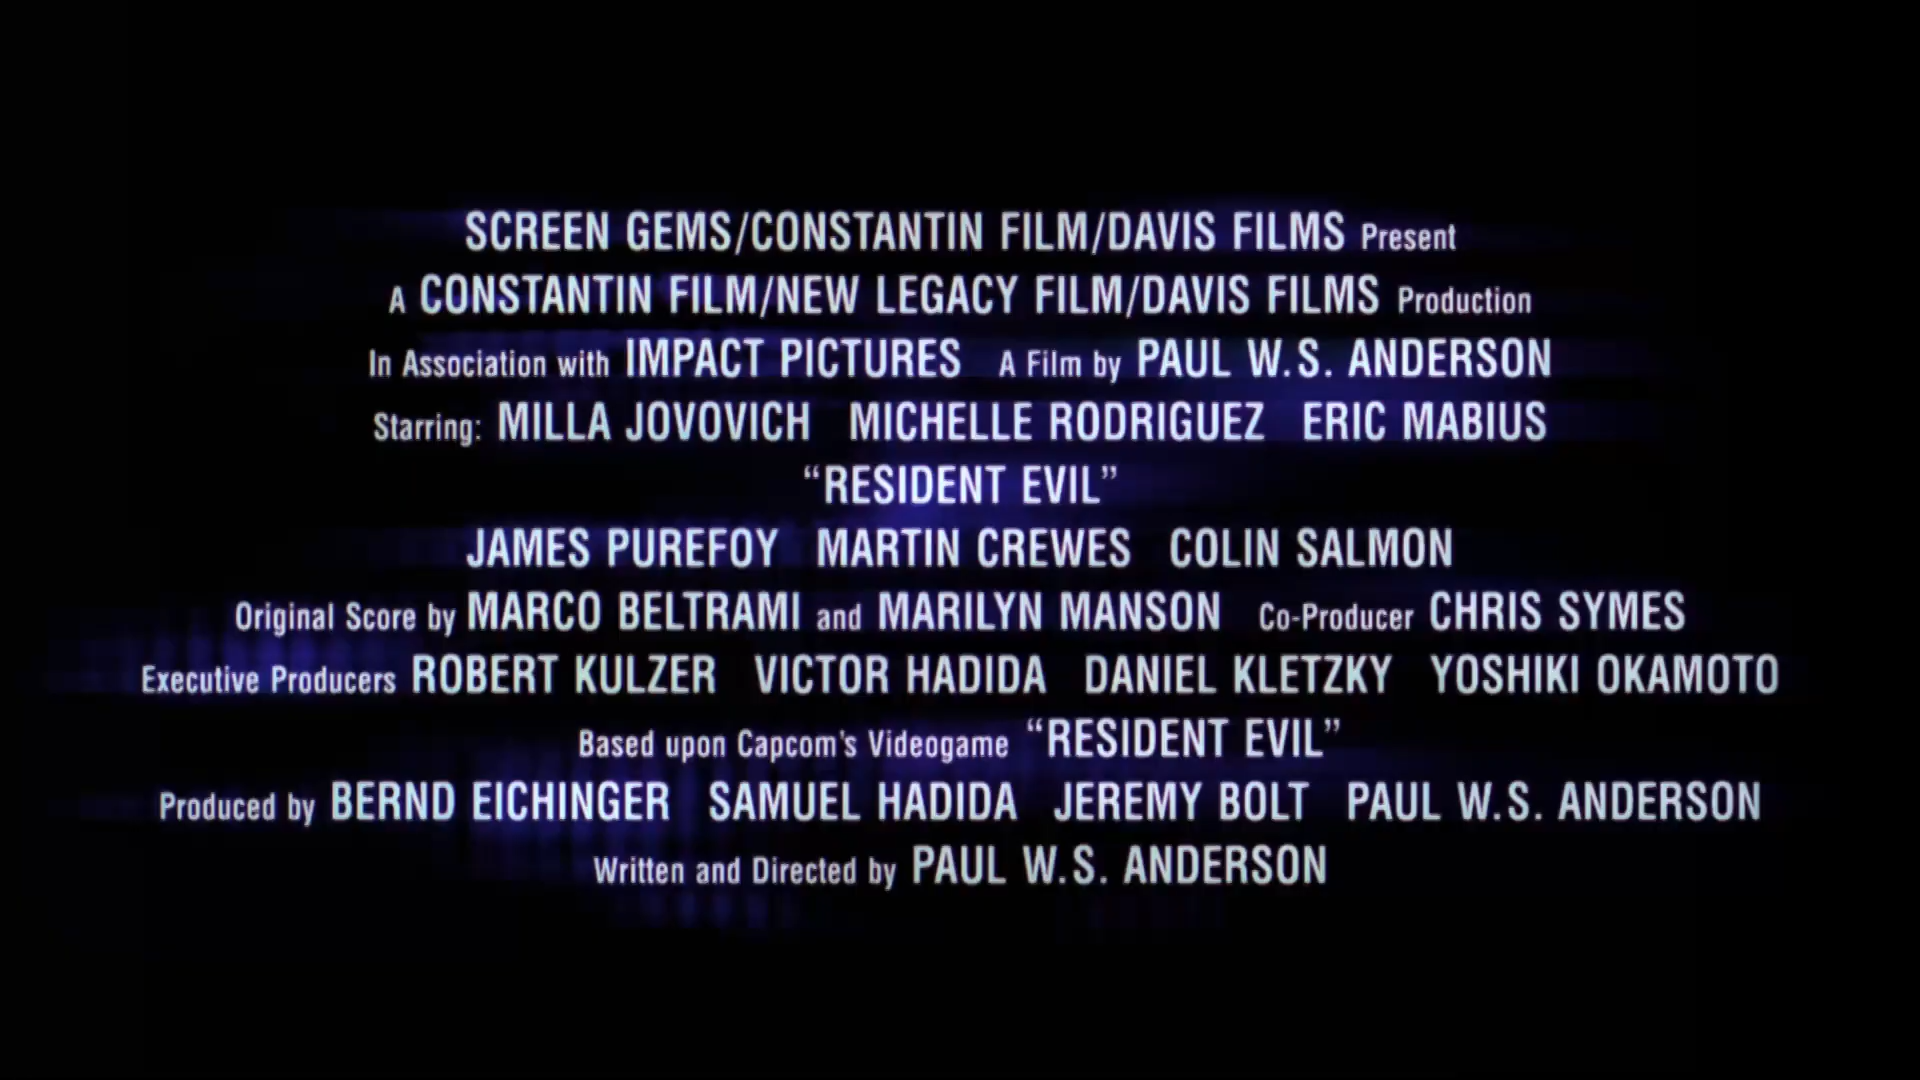 SCREEN GEMS/CONSTANTIN FILM/DAVIS FILMS Present
A CONSTANTIN FILM/NEW LEGACY FILM/DAVIS FILMS Production
In Association with IMPACT PICTURES A Film by PAUL W.S. ANDERSON
Starring: MILLA JOVOVICH MICHELLE RODRIGUEZ ERIC MABIUS
“RESIDENT EVIL”
JAMES PUREFOY MARTIN CREWES COLIN SALMON
Original Score by MARCO BELTRAMI and MARILYN MANSON Co-Producer CHRIS SYMES
Executive Producers ROBERT KULZER VICTOR HADIDA DANIEL KLETZKY YOSHIKI OKAMOTO
Based upon Capcom’s Videogame “RESIDENT EVIL”
Produced by BERND EICHINGER SAMUEL HADIDA JEREMY BOLT PAUL W.S. ANDERSON
Written and Directed by PAUL W.S. ANDERSON